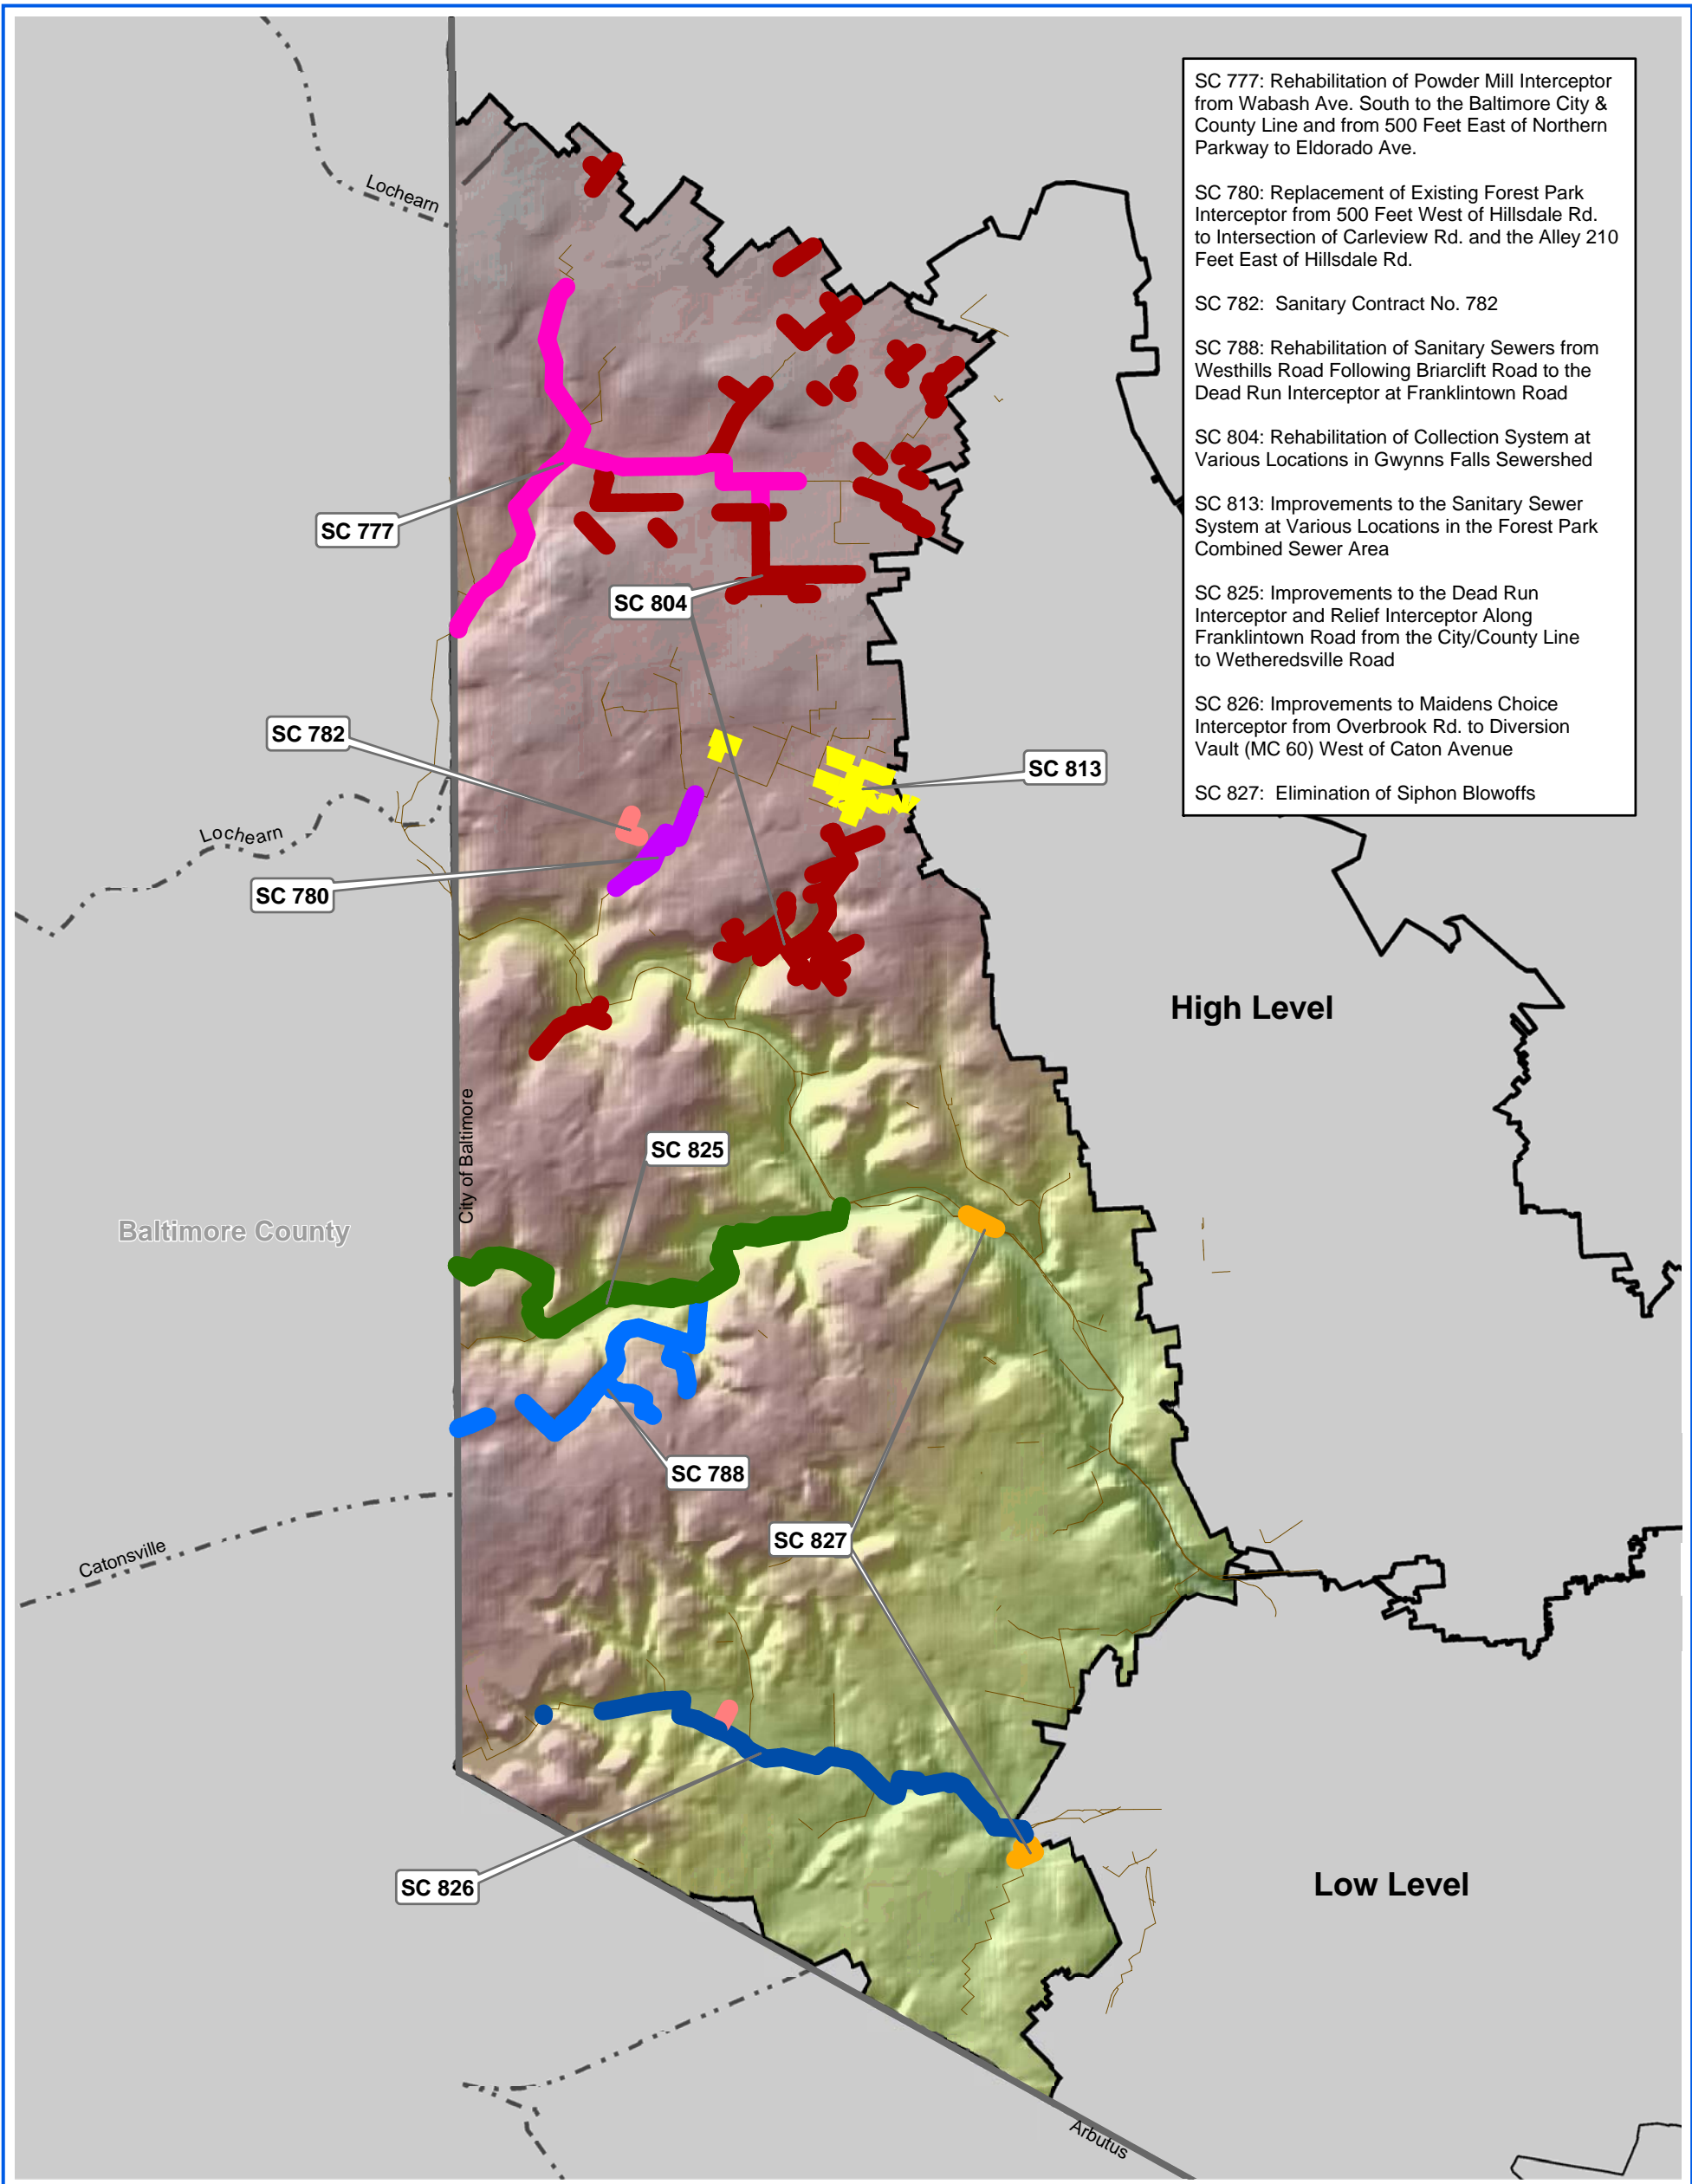 SC 777: Rehabilitation of Powder Mill Interceptor
from Wabash Ave. South to the Baltimore City &
County Line and from 500 Feet East of Northern
Parkway to Eldorado Ave.
SC 780: Replacement of Existing Forest Park
Interceptor from 500 Feet West of Hillsdale Rd.
to Intersection of Carleview Rd. and the Alley 210
Feet East of Hillsdale Rd.
SC 782: Sanitary Contract No. 782
SC 788: Rehabilitation of Sanitary Sewers from
Westhills Road Following Briarclift Road to the
Dead Run Interceptor at Franklintown Road
SC 804: Rehabilitation of Collection System at
Various Locations in Gwynns Falls Sewershed
SC 813: Improvements to the Sanitary Sewer
System at Various Locations in the Forest Park
Combined Sewer Area
SC 825: Improvements to the Dead Run
Interceptor and Relief Interceptor Along
Franklintown Road from the City/County Line
to Wetheredsville Road
SC 826: Improvements to Maidens Choice
Interceptor from Overbrook Rd. to Diversion
Vault (MC 60) West of Caton Avenue
SC 827: Elimination of Siphon Blowoffs
Lochearn
SC 777
SC 804
SC 782
SC 813
Lochearn
SC 780
High Level
City of Baltimore
SC 825
Baltimore County
SC 788
SC 827
Catonsville
SC 826
Low Level
Arbutus